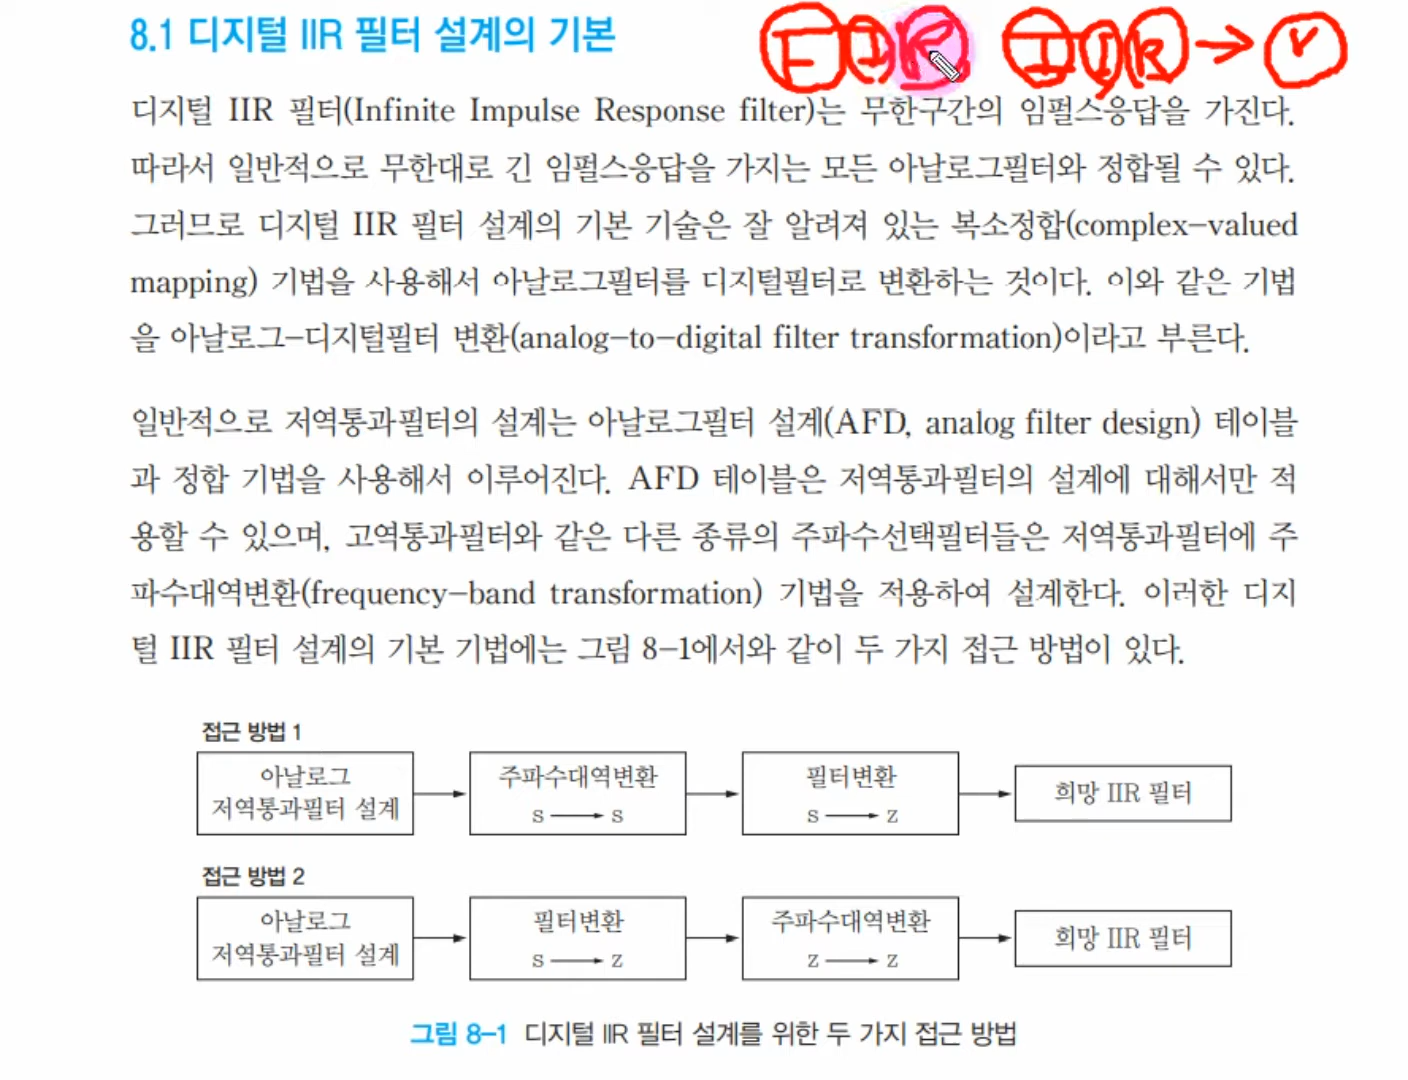 8.1 디지털 IIR 필터 설계의 기본
FIR IIR → r
디지털 IIR 필터(Infinite Impulse Response filter)는 무한구간의 임펄스응답을 가진다.
따라서 일반적으로 무한대로 긴 임펄스응답을 가지는 모든 아날로그필터와 정합될 수 있다.
그러므로 디지털 IIR 필터 설계의 기본 기술은 잘 알려져 있는 복소정합(complex-valued
mapping) 기법을 사용해서 아날로그필터를 디지털필터로 변환하는 것이다. 이와 같은 기법
을 아날로그-디지털필터 변환(analog-to-digital filter transformation)이라고 부른다.
일반적으로 저역통과필터의 설계는 아날로그필터 설계(AFD, analog filter design) 테이블
과 정합 기법을 사용해서 이루어진다. AFD 테이블은 저역통과필터의 설계에 대해서만 적
용할 수 있으며, 고역통과필터와 같은 다른 종류의 주파수선택필터들은 저역통과필터에 주
파수대역변환(frequency-band transformation) 기법을 적용하여 설계한다. 이러한 디지
털 IIR 필터 설계의 기본 기법에는 그림 8-1에서와 같이 두 가지 접근 방법이 있다.
접근 방법 1
아날로그
저역통과필터 설계
주파수대역변환
s → s
필터변환
s → z
희망 IIR 필터
접근 방법 2
아날로그
저역통과필터 설계
필터변환
s → z
주파수대역변환
z → z
희망 IIR 필터
그림 8-1 디지털 IIR 필터 설계를 위한 두 가지 접근 방법